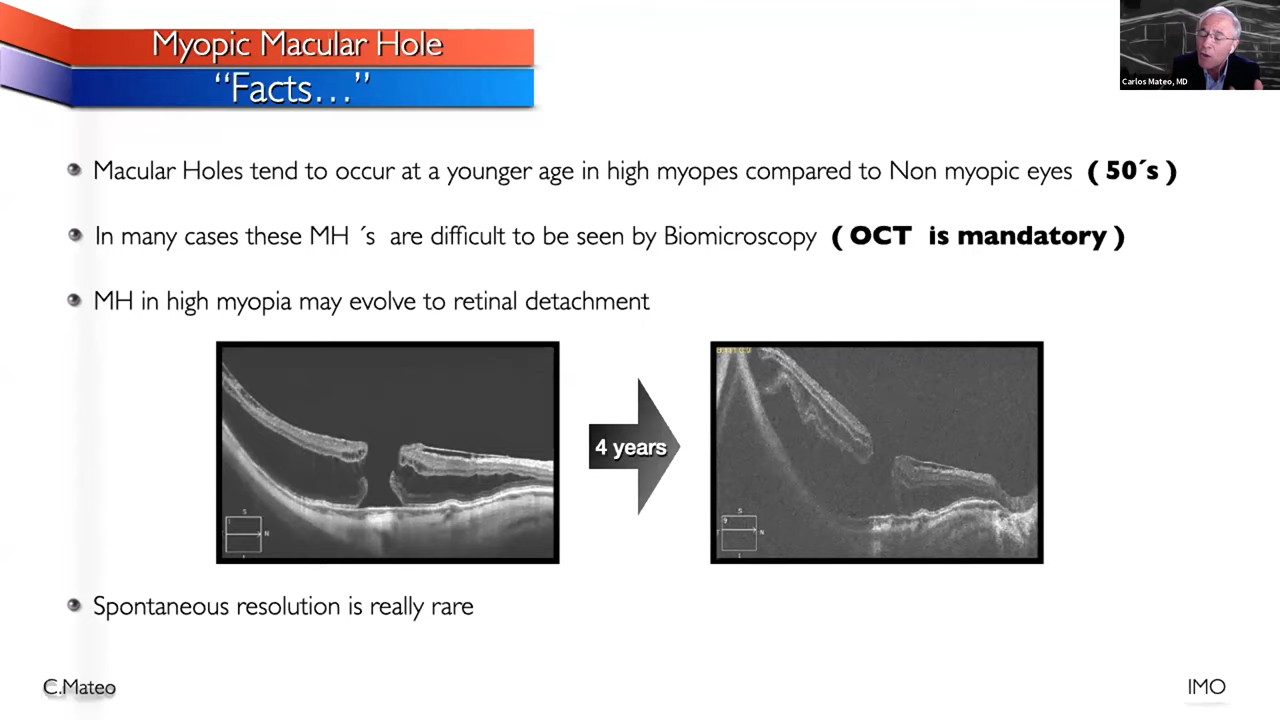 Myopic Macular Hole
“Facts…”
Carlos Mateo, MD
Macular Holes tend to occur at a younger age in high myopes compared to Non myopic eyes ( 50´s )
In many cases these MH ´s are difficult to be seen by Biomicroscopy ( OCT is mandatory )
MH in high myopia may evolve to retinal detachment
4 years
S
N
S
N
Spontaneous resolution is really rare
C.Mateo
IMO